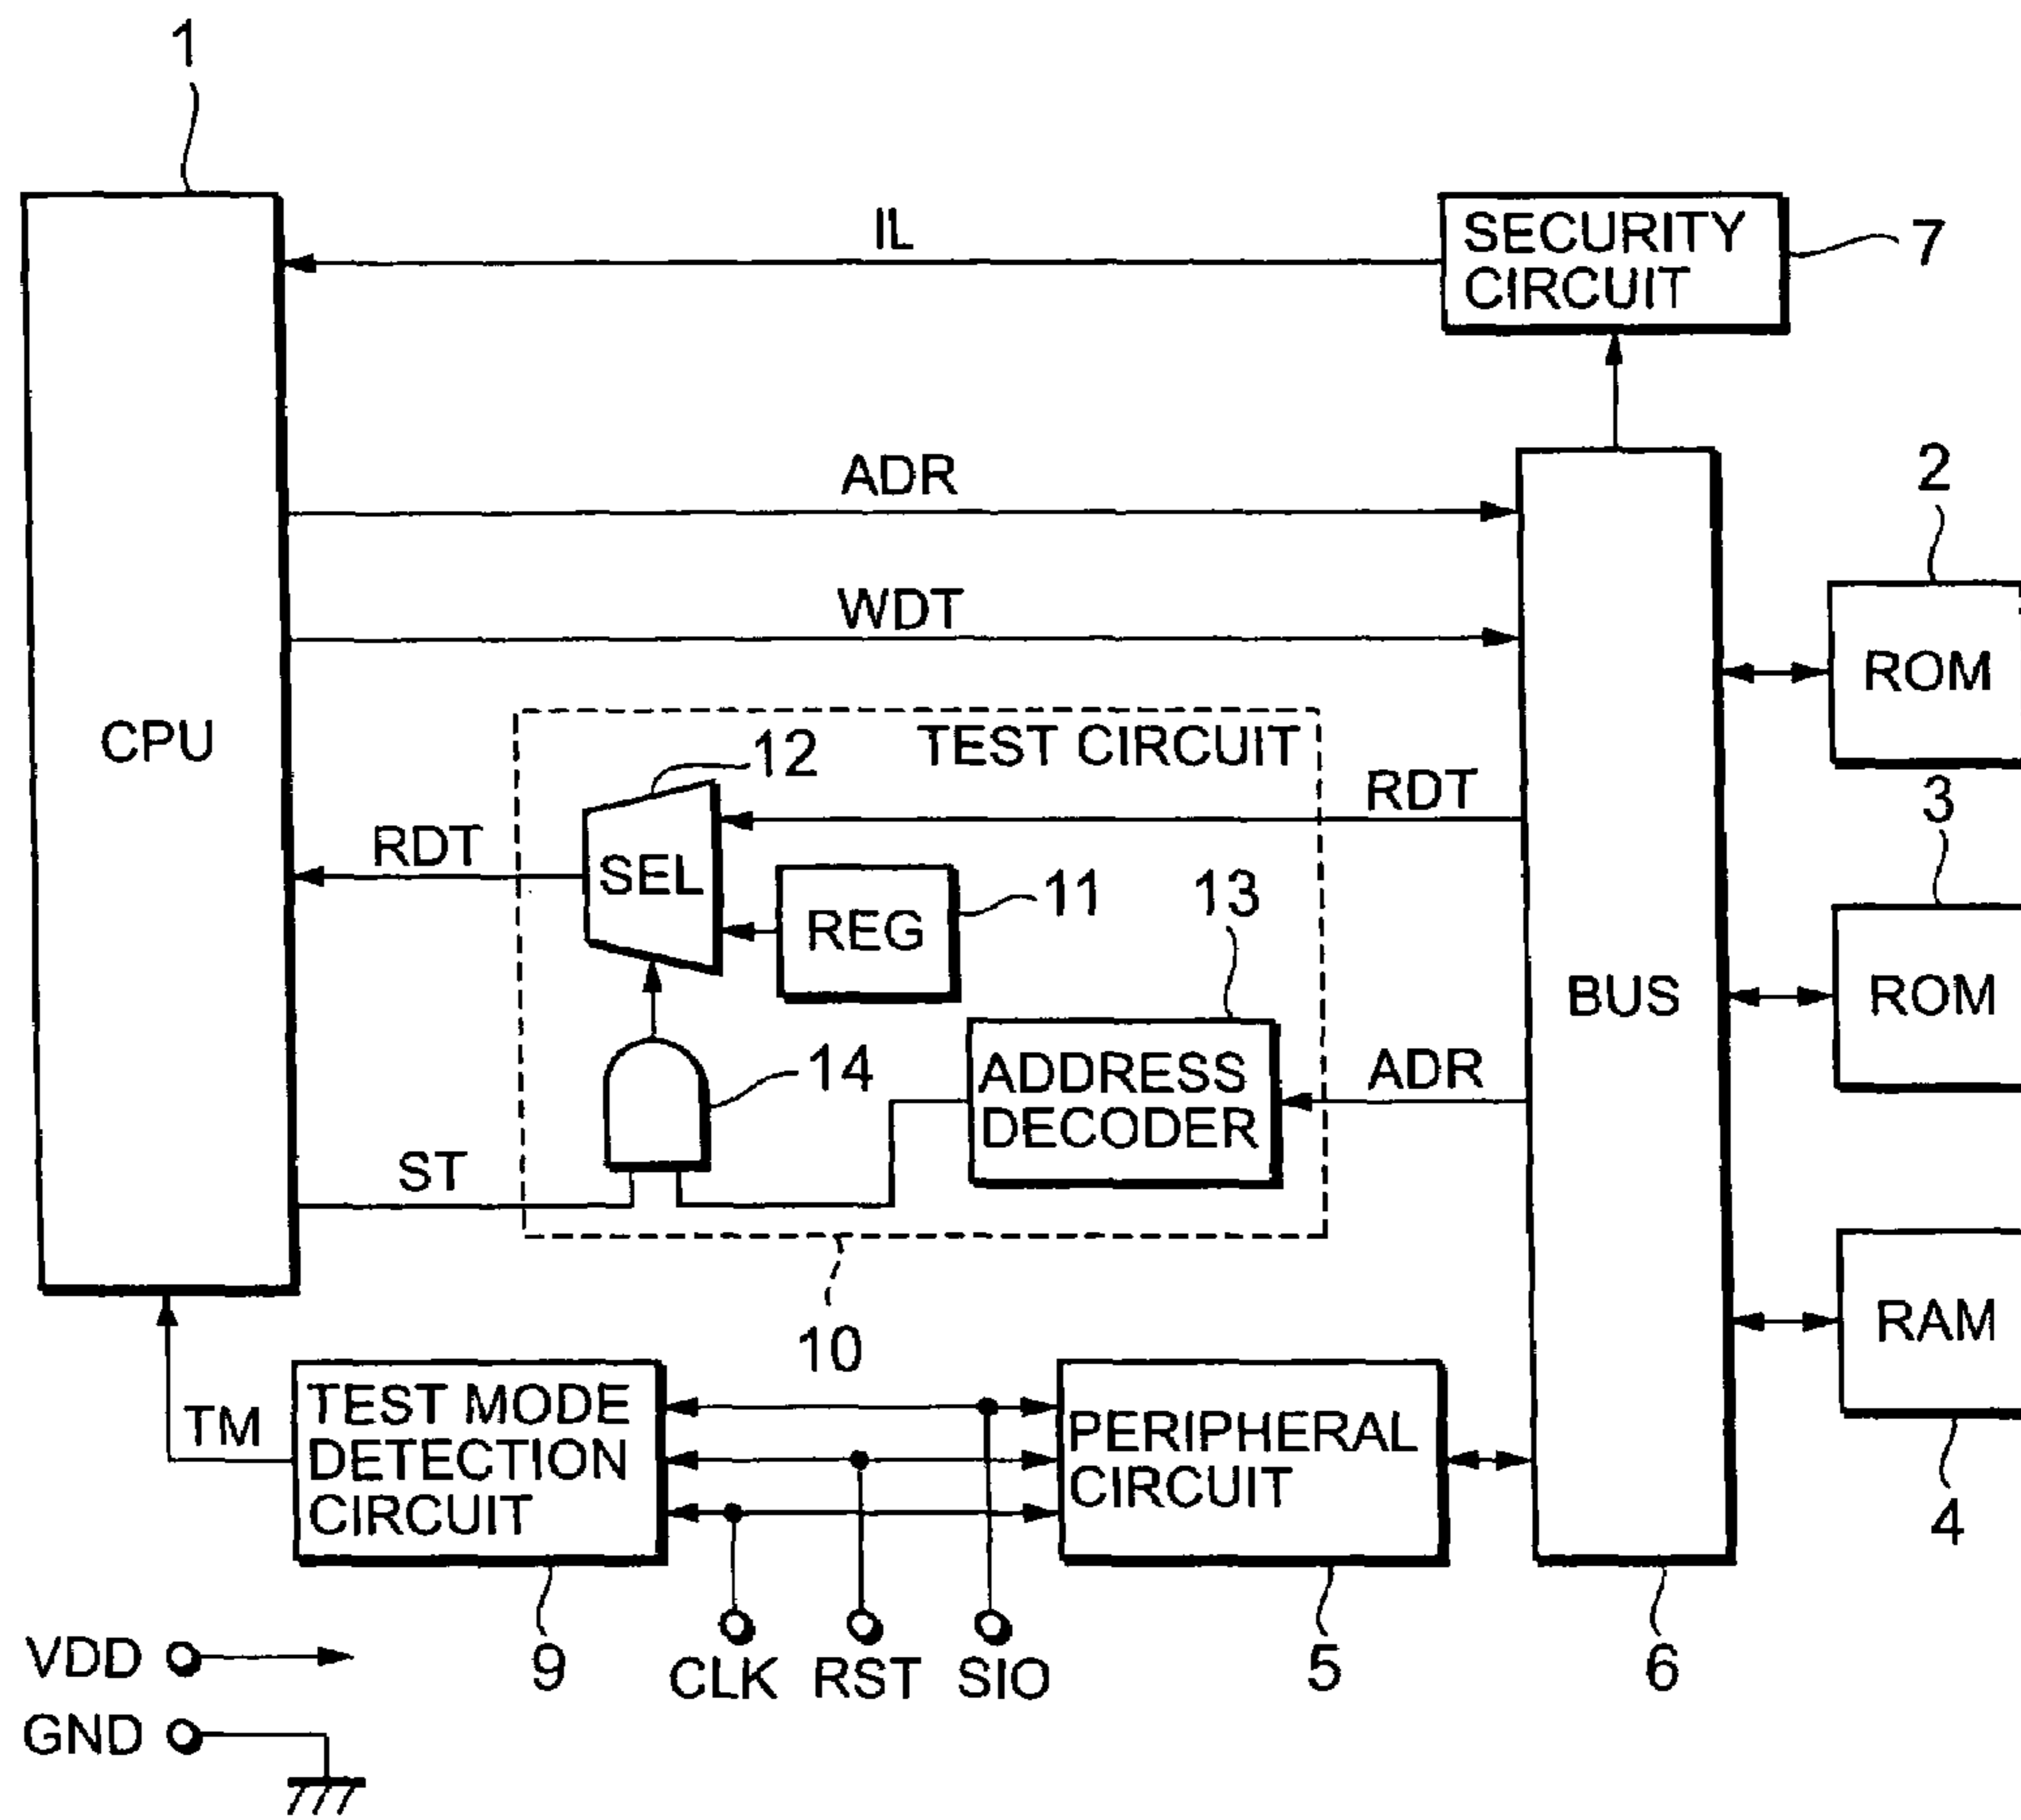 1
IL
SECURITY
CIRCUIT
7
ADR
2
WDT
ROM
CPU
TEST CIRCUIT
12
RDT
3
RDT
SEL
REG
11
13
ROM
BUS
14
ADDRESS
DECODER
ADR
ST
10
RAM
TM
TEST MODE
DETECTION
CIRCUIT
PERIPHERAL
CIRCUIT
4
VDD
9
CLK
RST
SIO
5
6
GND